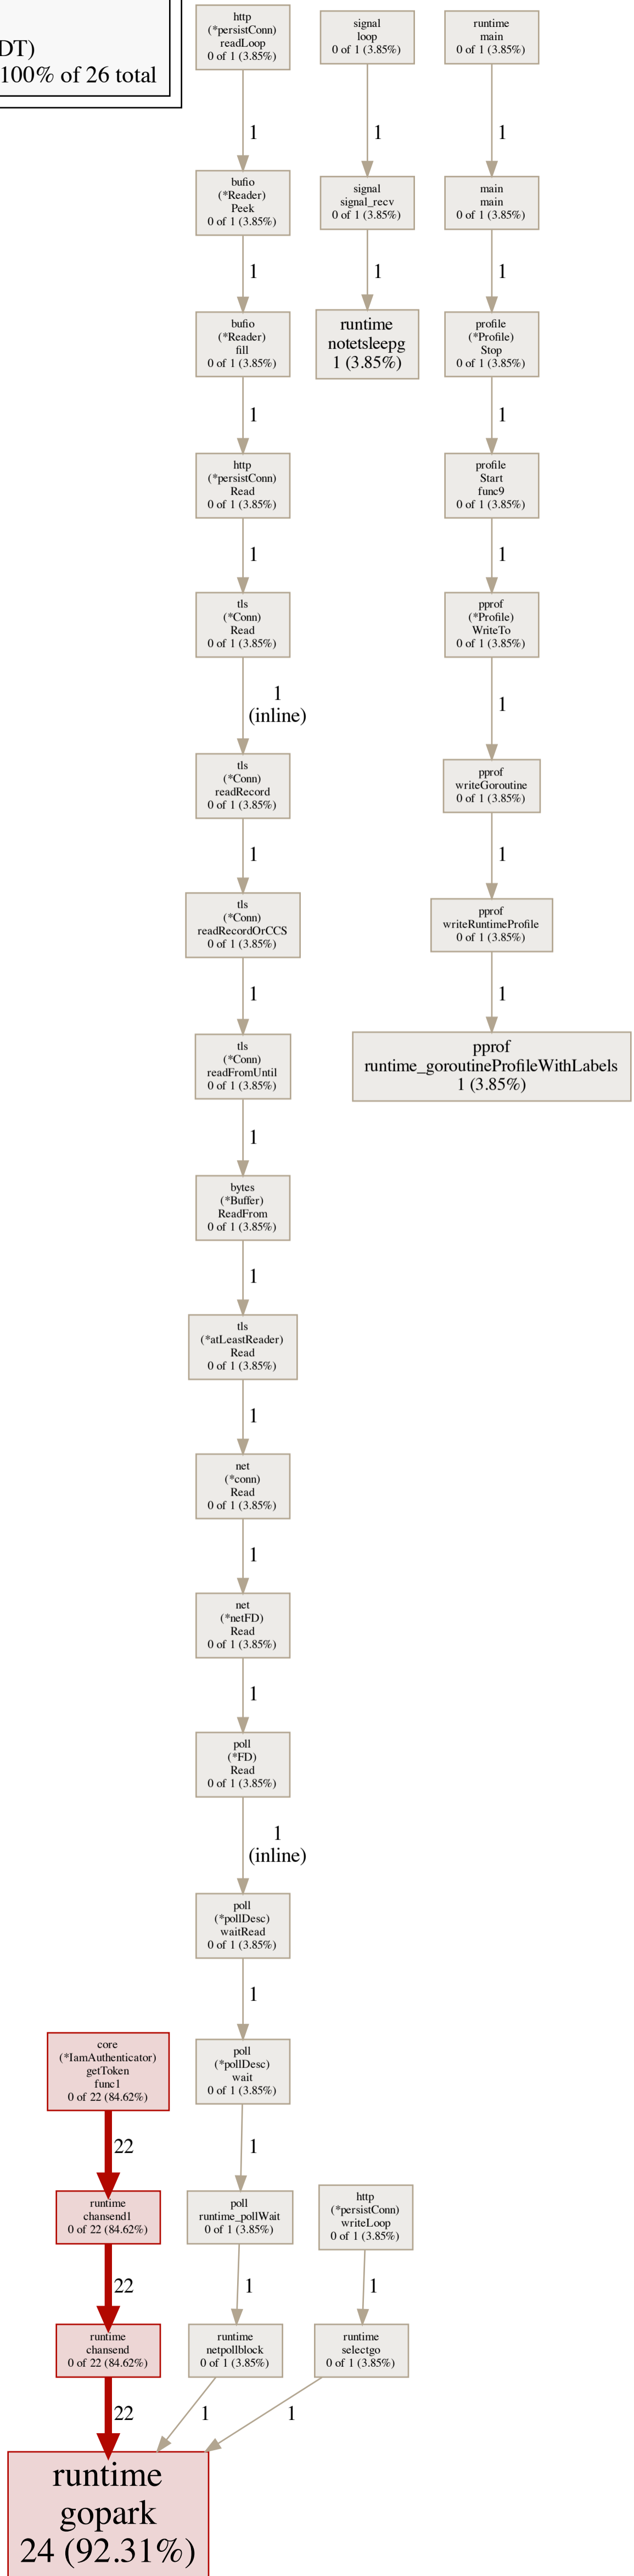 DT)
100% of 26 total
http
(*persistConn)
readLoop
0 of 1 (3.85%)
signal
loop
0 of 1 (3.85%)
runtime
main
0 of 1 (3.85%)
1
1
1
bufio
(*Reader)
Peek
0 of 1 (3.85%)
signal
signal_recv
0 of 1 (3.85%)
main
main
0 of 1 (3.85%)
1
1
1
bufio
(*Reader)
fill
0 of 1 (3.85%)
runtime
notetsleepg
1 (3.85%)
profile
(*Profile)
Stop
0 of 1 (3.85%)
1
1
http
(*persistConn)
Read
0 of 1 (3.85%)
profile
Start
func9
0 of 1 (3.85%)
1
1
tls
(*Conn)
Read
0 of 1 (3.85%)
pprof
(*Profile)
WriteTo
0 of 1 (3.85%)
1
(inline)
1
tls
(*Conn)
readRecord
0 of 1 (3.85%)
pprof
writeGoroutine
0 of 1 (3.85%)
1
1
tls
(*Conn)
readRecordOrCCS
0 of 1 (3.85%)
pprof
writeRuntimeProfile
0 of 1 (3.85%)
1
1
tls
(*Conn)
readFromUntil
0 of 1 (3.85%)
pprof
runtime_goroutineProfileWithLabels
1 (3.85%)
1
bytes
(*Buffer)
ReadFrom
0 of 1 (3.85%)
1
tls
(*atLeastReader)
Read
0 of 1 (3.85%)
1
net
(*conn)
Read
0 of 1 (3.85%)
1
net
(*netFD)
Read
0 of 1 (3.85%)
1
poll
(*FD)
Read
0 of 1 (3.85%)
1
(inline)
poll
(*pollDesc)
waitRead
0 of 1 (3.85%)
1
core
(*IamAuthenticator)
getToken
func1
0 of 22 (84.62%)
poll
(*pollDesc)
wait
0 of 1 (3.85%)
22
1
runtime
chansend1
0 of 22 (84.62%)
poll
runtime_pollWait
0 of 1 (3.85%)
http
(*persistConn)
writeLoop
0 of 1 (3.85%)
22
1
1
runtime
chansend
0 of 22 (84.62%)
runtime
netpollblock
0 of 1 (3.85%)
runtime
selectgo
0 of 1 (3.85%)
22
1
1
runtime
gopark
24 (92.31%)